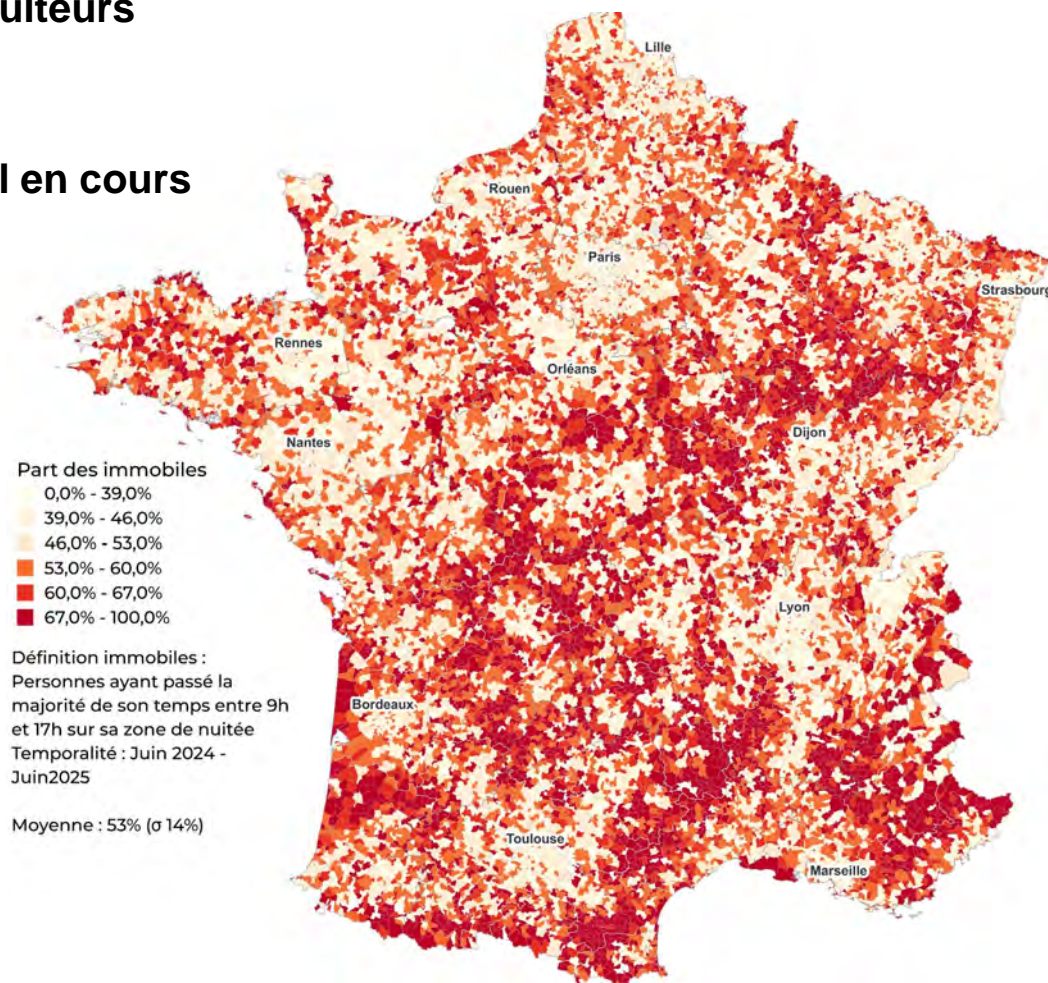 ulteurs
l en cours
Lille
Rouen
Paris
Strasbourg
Rennes
Orléans
Nantes
Dijon
Part des immobiles
0,0% - 39,0%
39,0% - 46,0%
46,0% - 53,0%
53,0% - 60,0%
60,0% - 67,0%
67,0% - 100,0%
Lyon
Définition immobiles :
Personnes ayant passé la
majorité de son temps entre 9h
et 17h sur sa zone de nuitée
Temporalité : Juin 2024 -
Juin2025
Bordeaux
Moyenne : 53% (σ 14%)
Toulouse
Marseille